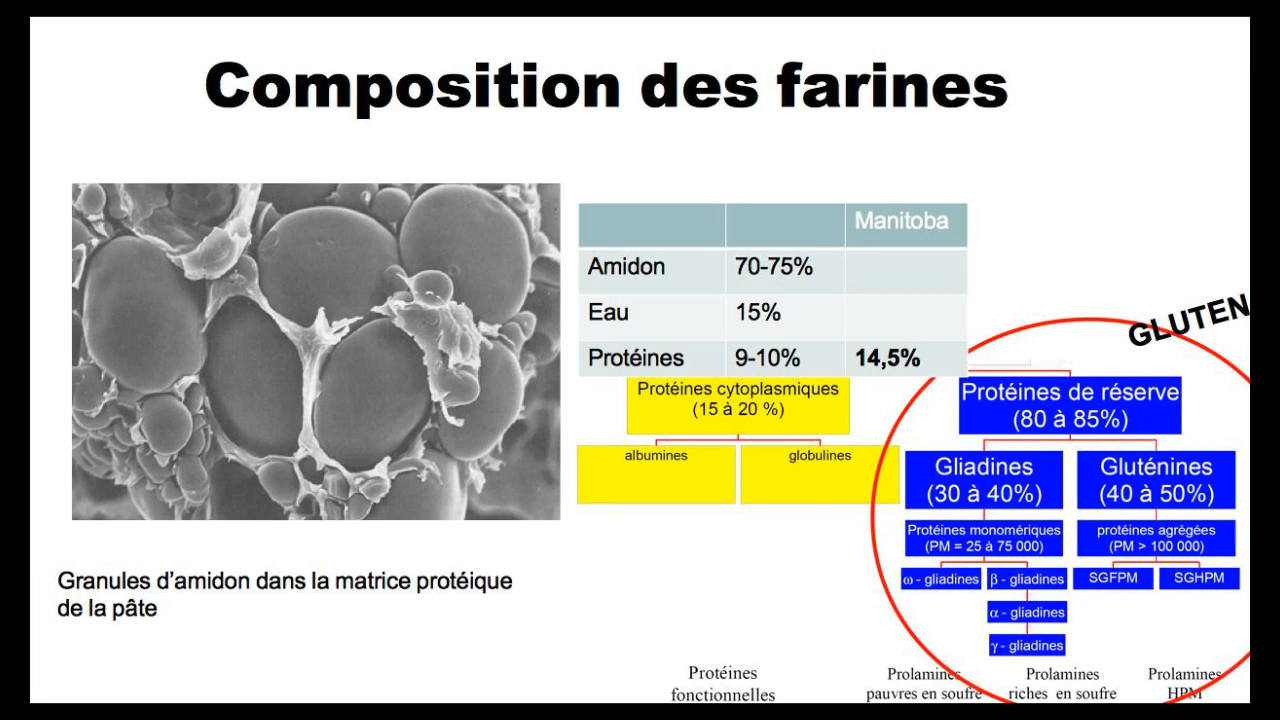 Composition des farines
Manitoba
Amidon 70-75%
Eau 15%
Protéines 9-10% 14,5%
GLUTEN
Protéines cytoplasmiques
(15 à 20 %)
albumines
globulines
Protéines de réserve
(80 à 85%)
Gliadines
(30 à 40%)
Gluténines
(40 à 50%)
Protéines monomériques
(PM = 25 à 75 000)
protéines agrégées
(PM > 100 000)
ω - gliadines
β - gliadines
SGFPM
SGHPM
α - gliadines
γ - gliadines
Granules d’amidon dans la matrice protéique
de la pâte
Protéines
fonctionnelles
Prolamines
pauvres en soufre
Prolamines
riches en soufre
Prolamines
HPM